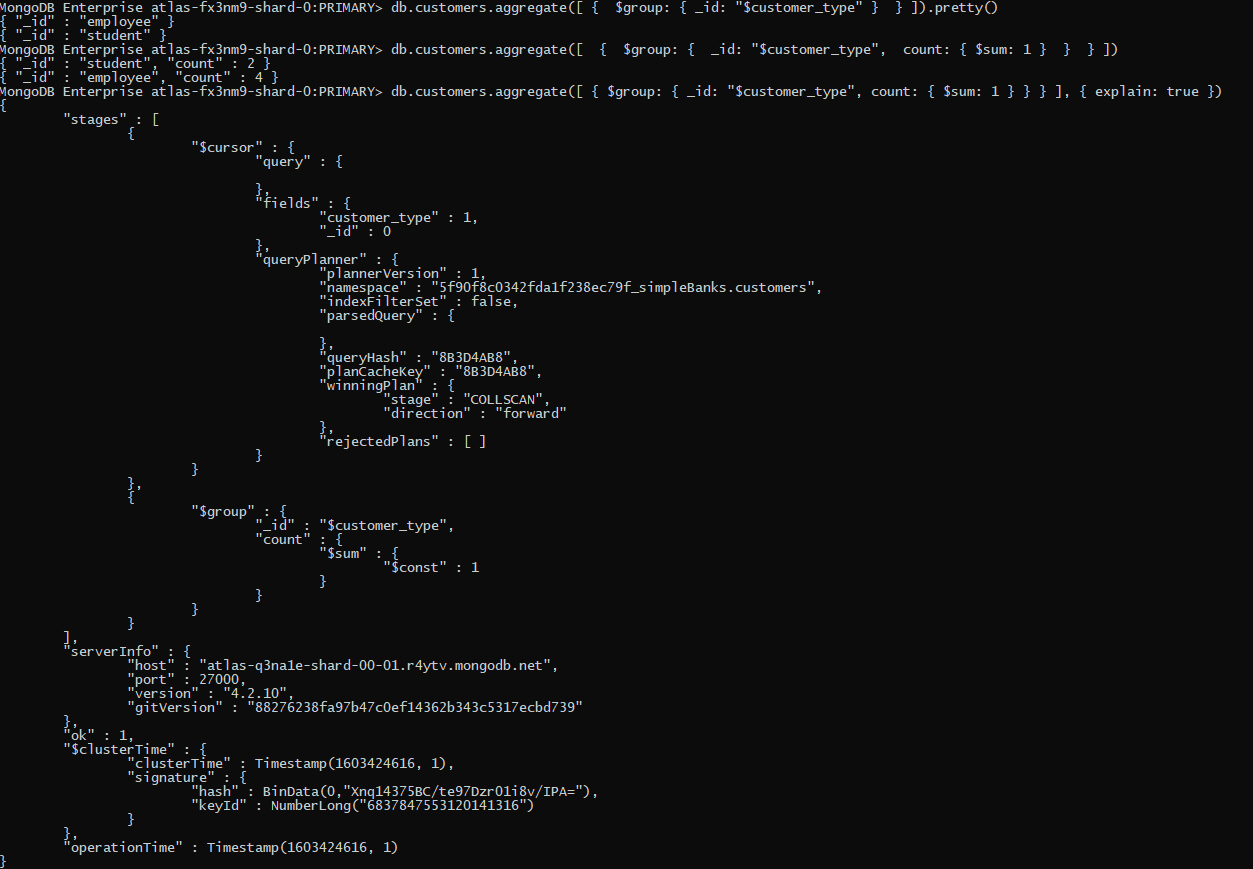 MongoDB Enterprise atlas-fx3nm9-shard-0:PRIMARY> db.customers.aggregate([ {  $group: { _id: "$customer_type" }  } ]).pretty()
{ "_id" : "employee" }
{ "_id" : "student" }
MongoDB Enterprise atlas-fx3nm9-shard-0:PRIMARY> db.customers.aggregate([  {  $group: {  _id: "$customer_type",  count: { $sum: 1 }  }  } ])
{ "_id" : "student", "count" : 2 }
{ "_id" : "employee", "count" : 4 }
MongoDB Enterprise atlas-fx3nm9-shard-0:PRIMARY> db.customers.aggregate([ { $group: { _id: "$customer_type", count: { $sum: 1 } } } ], { explain: true })
{
        "stages" : [
                {
                        "$cursor" : {
                                "query" : {

                                },
                                "fields" : {
                                        "customer_type" : 1,
                                        "_id" : 0
                                },
                                "queryPlanner" : {
                                        "plannerVersion" : 1,
                                        "namespace" : "5f90f8c0342fda1f238ec79f_simpleBanks.customers",
                                        "indexFilterSet" : false,
                                        "parsedQuery" : {

                                        },
                                        "queryHash" : "8B3D4AB8",
                                        "planCacheKey" : "8B3D4AB8",
                                        "winningPlan" : {
                                                "stage" : "COLLSCAN",
                                                "direction" : "forward"
                                        },
                                        "rejectedPlans" : [ ]
                                }
                        }
                },
                {
                        "$group" : {
                                "_id" : "$customer_type",
                                "count" : {
                                        "$sum" : {
                                                "$const" : 1
                                        }
                                }
                        }
                }
        ],
        "serverInfo" : {
                "host" : "atlas-q3na1e-shard-00-01.r4ytv.mongodb.net",
                "port" : 27000,
                "version" : "4.2.10",
                "gitVersion" : "88276238fa97b47c0ef14362b343c5317ecbd739"
        },
        "ok" : 1,
        "$clusterTime" : {
                "clusterTime" : Timestamp(1603424616, 1),
                "signature" : {
                        "hash" : BinData(0,"Xnq14375BC/te97Dzr01i8v/IPA="),
                        "keyId" : NumberLong("6837847553120141316")
                }
        },
        "operationTime" : Timestamp(1603424616, 1)
}